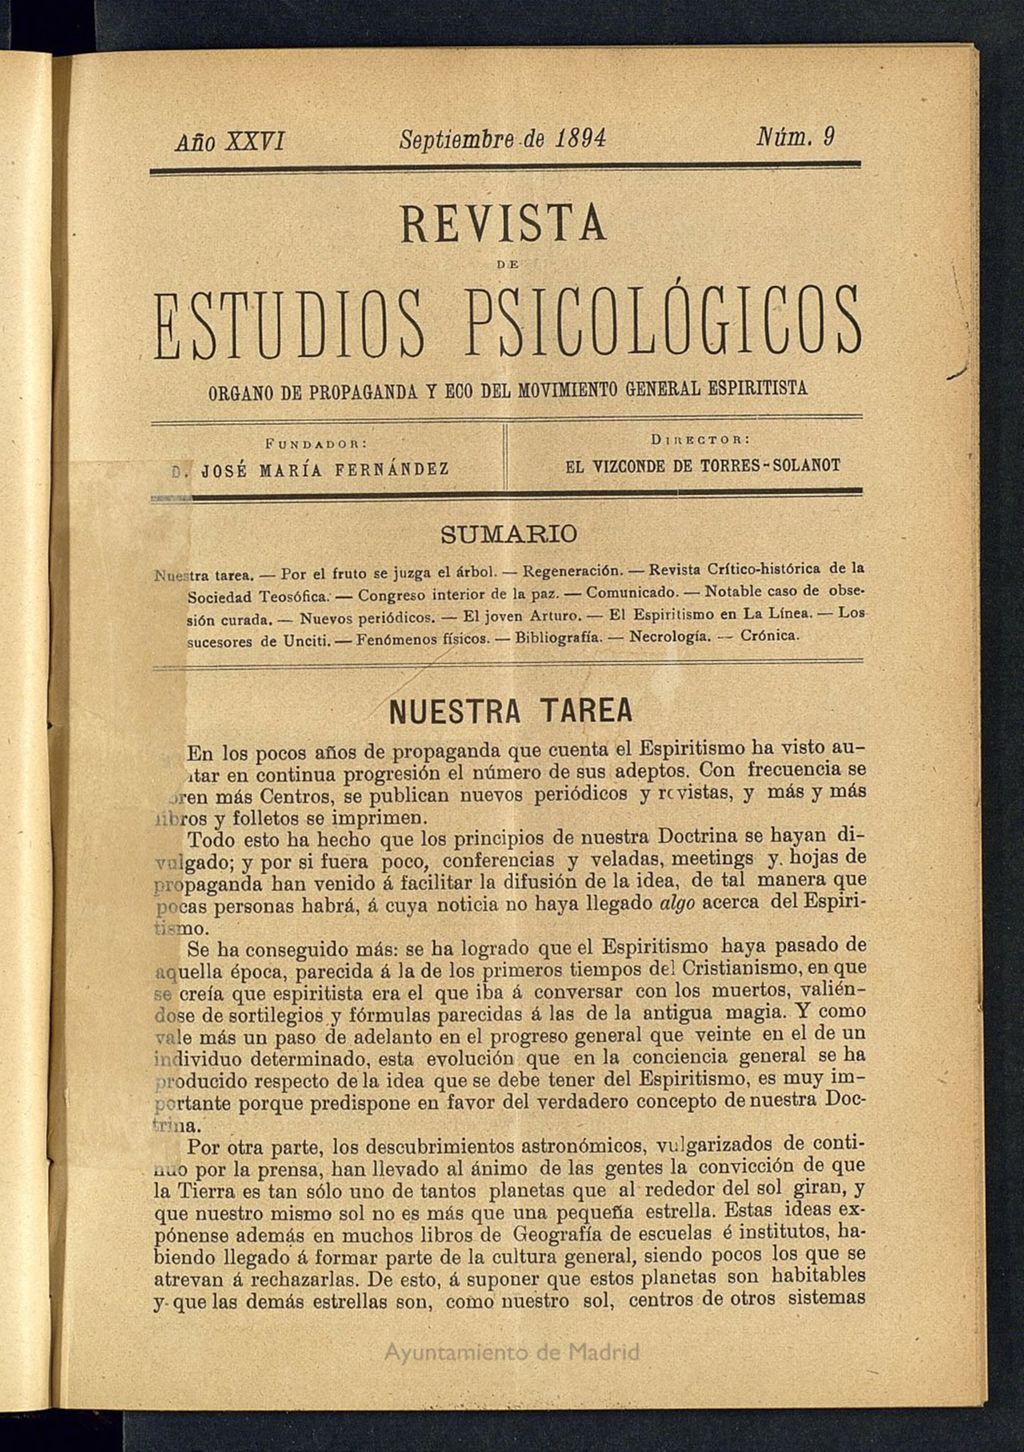 Año XXVI Septiembre de 1894 Núm. 9
REVISTA
DE
ESTUDIOS PSICOLÓGICOS
ORGANO DE PROPAGANDA Y ECO DEL MOVIMIENTO GENERAL ESPIRITISTA
FUNDADOR:
D. JOSÉ MARÍA FERNÁNDEZ
DIRECTOR:
EL VIZCONDE DE TORRES-SOLANOT
SUMARIO
Nuestra tarea. — Por el fruto se juzga el árbol. — Regeneración. — Revista Crítico-histórica de la
Sociedad Teosófica. — Congreso interior de la paz. — Comunicado. — Notable caso de obse-
sión curada. — Nuevos periódicos. — El joven Arturo. — El Espiritismo en La Línea. — Los
sucesores de Unciti. — Fenómenos físicos. — Bibliografía. — Necrología. — Crónica.
NUESTRA TAREA
En los pocos años de propaganda que cuenta el Espiritismo ha visto au-
tar en continua progresión el número de sus adeptos. Con frecuencia se
ren más Centros, se publican nuevos periódicos y revistas, y más y más
libros y folletos se imprimen.
Todo esto ha hecho que los principios de nuestra Doctrina se hayan di-
vulgado; y por si fuera poco, conferencias y veladas, meetings y hojas de
propaganda han venido á facilitar la difusión de la idea, de tal manera que
pocas personas habrá, á cuya noticia no haya llegado algo acerca del Espiri-
tismo.
Se ha conseguido más: se ha logrado que el Espiritismo haya pasado de
aquella época, parecida á la de los primeros tiempos del Cristianismo, en que
se creía que espiritista era el que iba á conversar con los muertos, valién-
dose de sortilegios y fórmulas parecidas á las de la antigua magia. Y como
vale más un paso de adelanto en el progreso general que veinte en el de un
individuo determinado, esta evolución que en la conciencia general se ha
producido respecto de la idea que se debe tener del Espiritismo, es muy im-
portante porque predispone en favor del verdadero concepto de nuestra Doc-
trina.
Por otra parte, los descubrimientos astronómicos, vulgarizados de conti-
nuo por la prensa, han llevado al ánimo de las gentes la convicción de que
la Tierra es tan sólo uno de tantos planetas que al rededor del sol giran, y
que nuestro mismo sol no es más que una pequeña estrella. Estas ideas ex-
pónense además en muchos libros de Geografía de escuelas é institutos, ha-
biendo llegado á formar parte de la cultura general, siendo pocos los que se
atrevan á rechazarlas. De esto, á suponer que estos planetas son habitables
y que las demás estrellas son, como nuestro sol, centros de otros sistemas
Ayuntamiento de Madrid